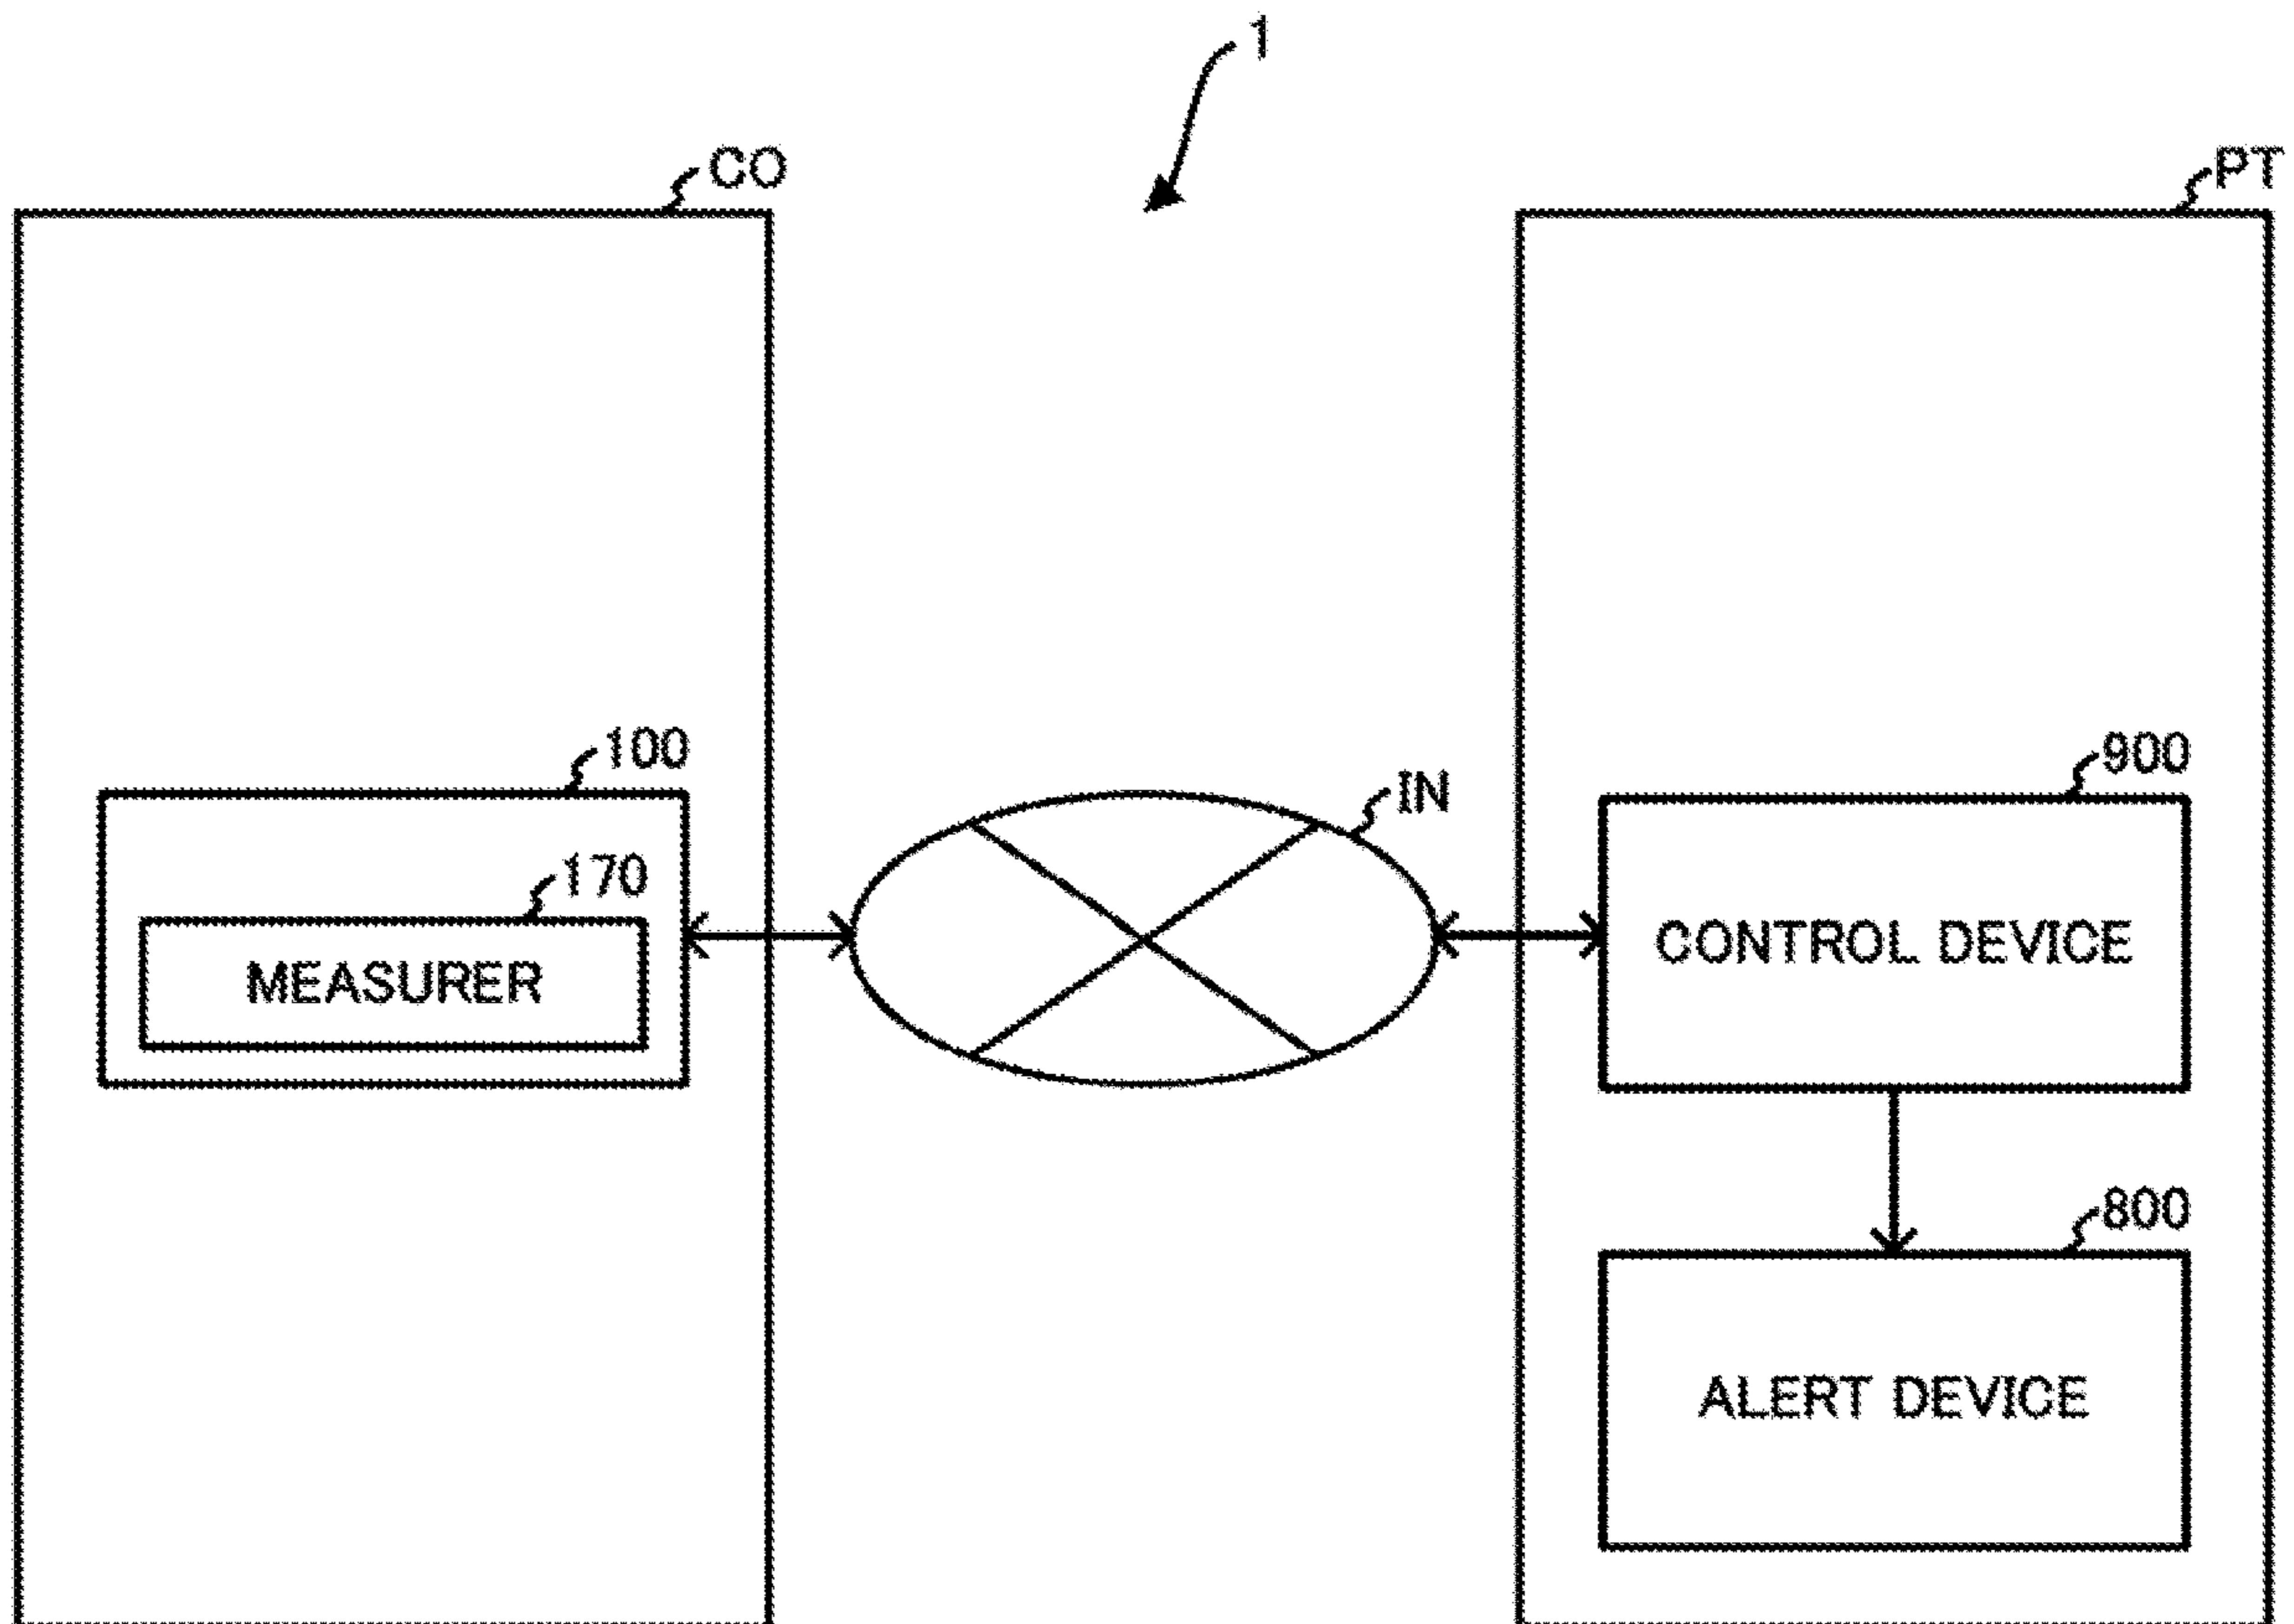 1
CO
PT
100
900
IN
170
CONTROL DEVICE
MEASURER
800
ALERT DEVICE